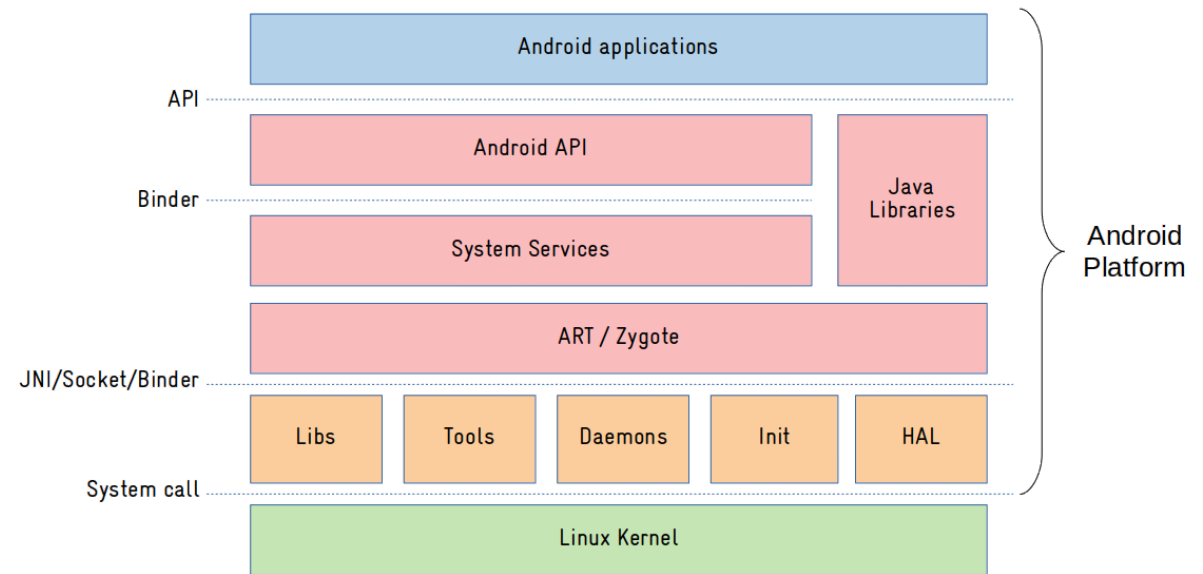 Android applications
API
Android API
Java
Libraries
Binder
System Services
Android
Platform
ART / Zygote
JNI/Socket/Binder
Libs
Tools
Daemons
Init
HAL
System call
Linux Kernel